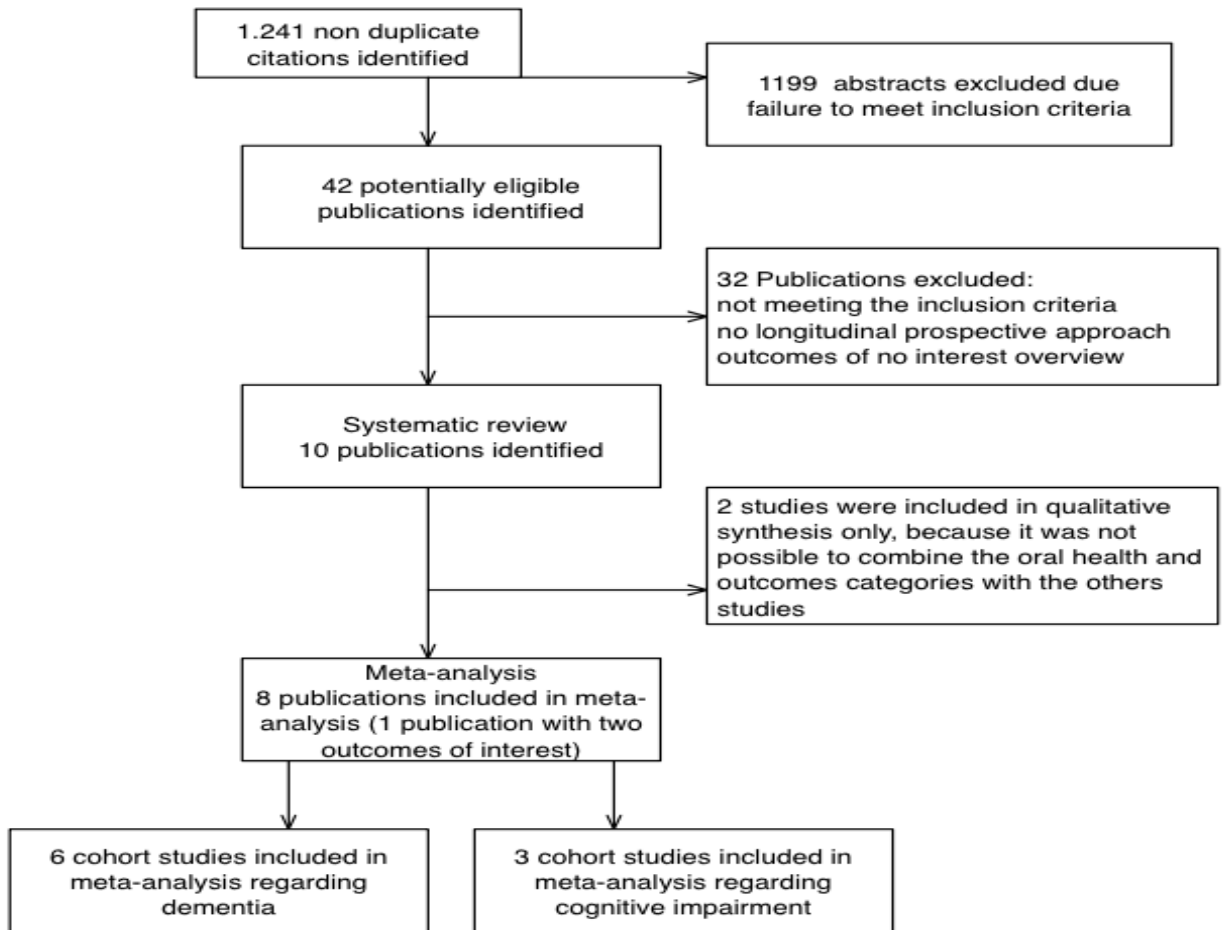 1.241 non duplicate
citations identified
1199  abstracts excluded due
failure to meet inclusion criteria
42 potentially eligible
publications identified
32 Publications excluded:
not meeting the inclusion criteria
no longitudinal prospective approach
outcomes of no interest overview
Systematic review
10 publications identified
2 studies were included in qualitative
synthesis only, because it was not
possible to combine the oral health and
outcomes categories with the others
studies
Meta-analysis
8 publications included in meta-
analysis (1 publication with two
outcomes of interest)
6 cohort studies included in
meta-analysis regarding
dementia
3 cohort studies included in
meta-analysis regarding
cognitive impairment